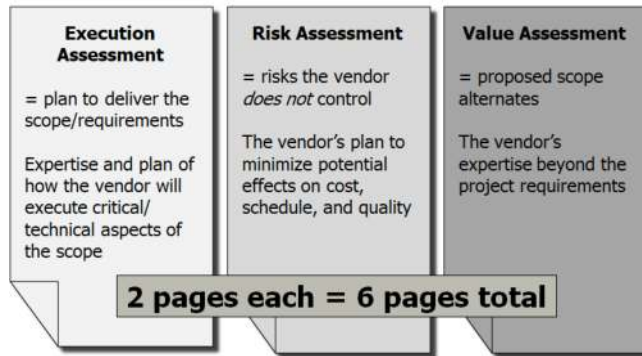 Execution
Assessment
= plan to deliver the
scope/requirements
Expertise and plan of
how the vendor will
execute critical/
technical aspects of
the scope
Risk Assessment
= risks the vendor
does not control
The vendor's plan to
minimize potential
effects on cost,
schedule, and quality
Value Assessment
= proposed scope
alternates
The vendor's
expertise beyond the
project requirements
2 pages each = 6 pages total